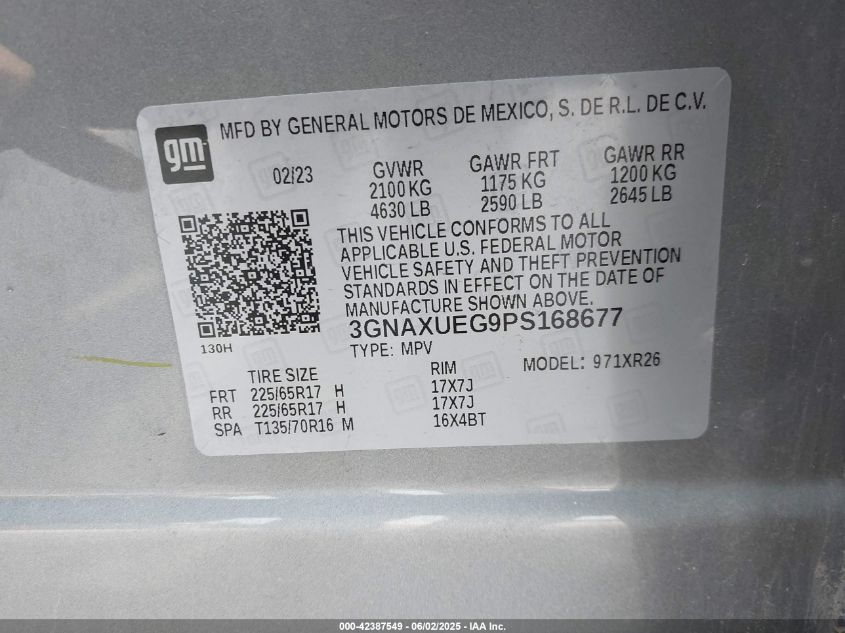 gm
MFD BY GENERAL MOTORS DE MEXICO, S. DE R.L. DE C.V.
02/23
GVWR GAWR FRT GAWR RR
2100 KG 1175 KG 1200 KG
4630 LB 2590 LB 2645 LB
THIS VEHICLE CONFORMS TO ALL
APPLICABLE U.S. FEDERAL MOTOR
VEHICLE SAFETY AND THEFT PREVENTION
STANDARDS IN EFFECT ON THE DATE OF
MANUFACTURE SHOWN ABOVE.
3GNAXUEG9PS168677
130H
TYPE: MPV MODEL: 971XR26
TIRE SIZE RIM
FRT 225/65R17 H 17X7J
RR 225/65R17 H 17X7J
SPA T135/70R16 M 16X4BT
000-42387549 - 06/02/2025 - IAA Inc.